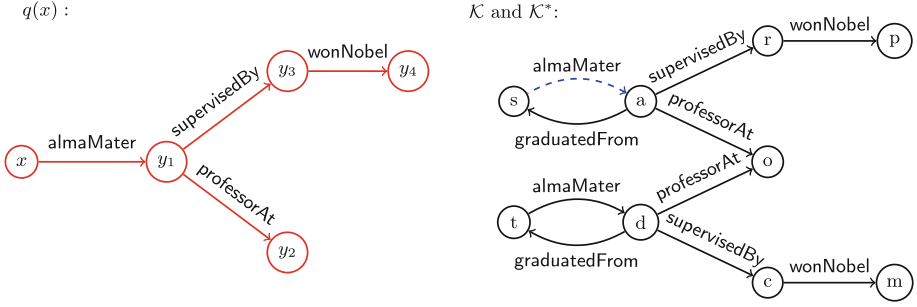 q(x) :
almaMater
supervisedBy
professorAt
wonNobel
x
y₁
y₃
y₄
y₂
𝒦 and 𝒦*:
almaMater
graduatedFrom
supervisedBy
professorAt
wonNobel
s
a
r
p
o
almaMater
graduatedFrom
professorAt
supervisedBy
wonNobel
t
d
c
m